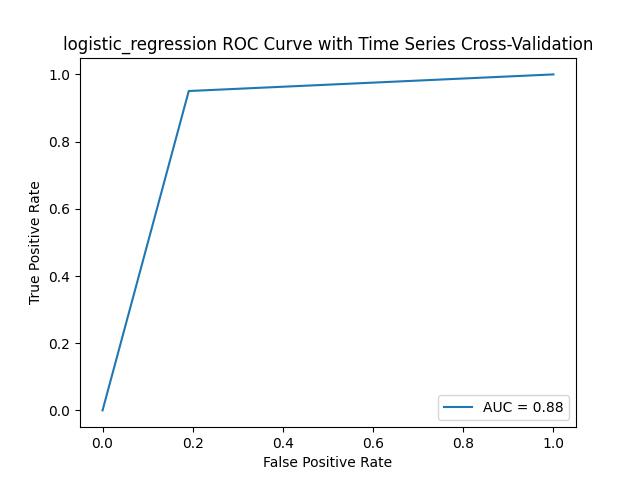 logistic_regression ROC Curve with Time Series Cross-Validation
1.0
0.8
0.6
0.4
0.2
0.0
True Positive Rate
AUC = 0.88
0.0 0.2 0.4 0.6 0.8 1.0
False Positive Rate